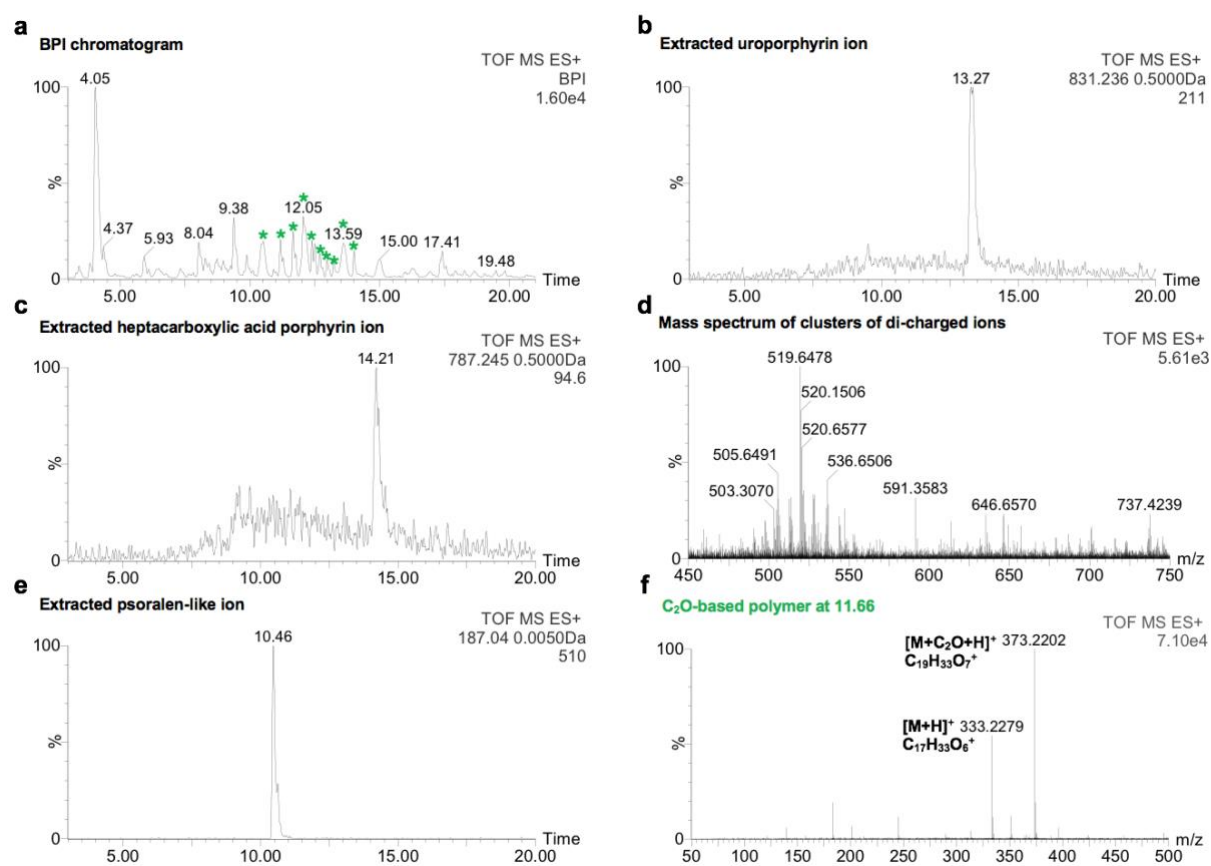 a
BPI chromatogram
TOF MS ES+
BPI
1.60e4
100
4.05
%
4.37
5.93
8.04
9.38
*
*
*
*
12.05
*
*
*
*
*
13.59
*
15.00
17.41
19.48
0
5.00
10.00
15.00
20.00
Time
b
Extracted uroporphyrin ion
TOF MS ES+
831.236 0.5000Da
211
100
13.27
%
0
5.00
10.00
15.00
20.00
Time
c
Extracted heptacarboxylic acid porphyrin ion
TOF MS ES+
787.245 0.5000Da
94.6
100
14.21
%
0
5.00
10.00
15.00
20.00
Time
d
Mass spectrum of clusters of di-charged ions
TOF MS ES+
5.61e3
100
519.6478
520.1506
520.6577
505.6491
536.6506
503.3070
591.3583
646.6570
737.4239
%
0
450
500
550
600
650
700
750
m/z
e
Extracted psoralen-like ion
TOF MS ES+
187.04 0.0050Da
510
100
10.46
%
0
5.00
10.00
15.00
20.00
Time
f
C₂O-based polymer at 11.66
TOF MS ES+
7.10e4
100
[M+C₂O+H]⁺ 373.2202
C₁₉H₃₃O₇⁺
[M+H]⁺ 333.2279
C₁₇H₃₃O₆⁺
%
0
50
100
150
200
250
300
350
400
450
500
m/z